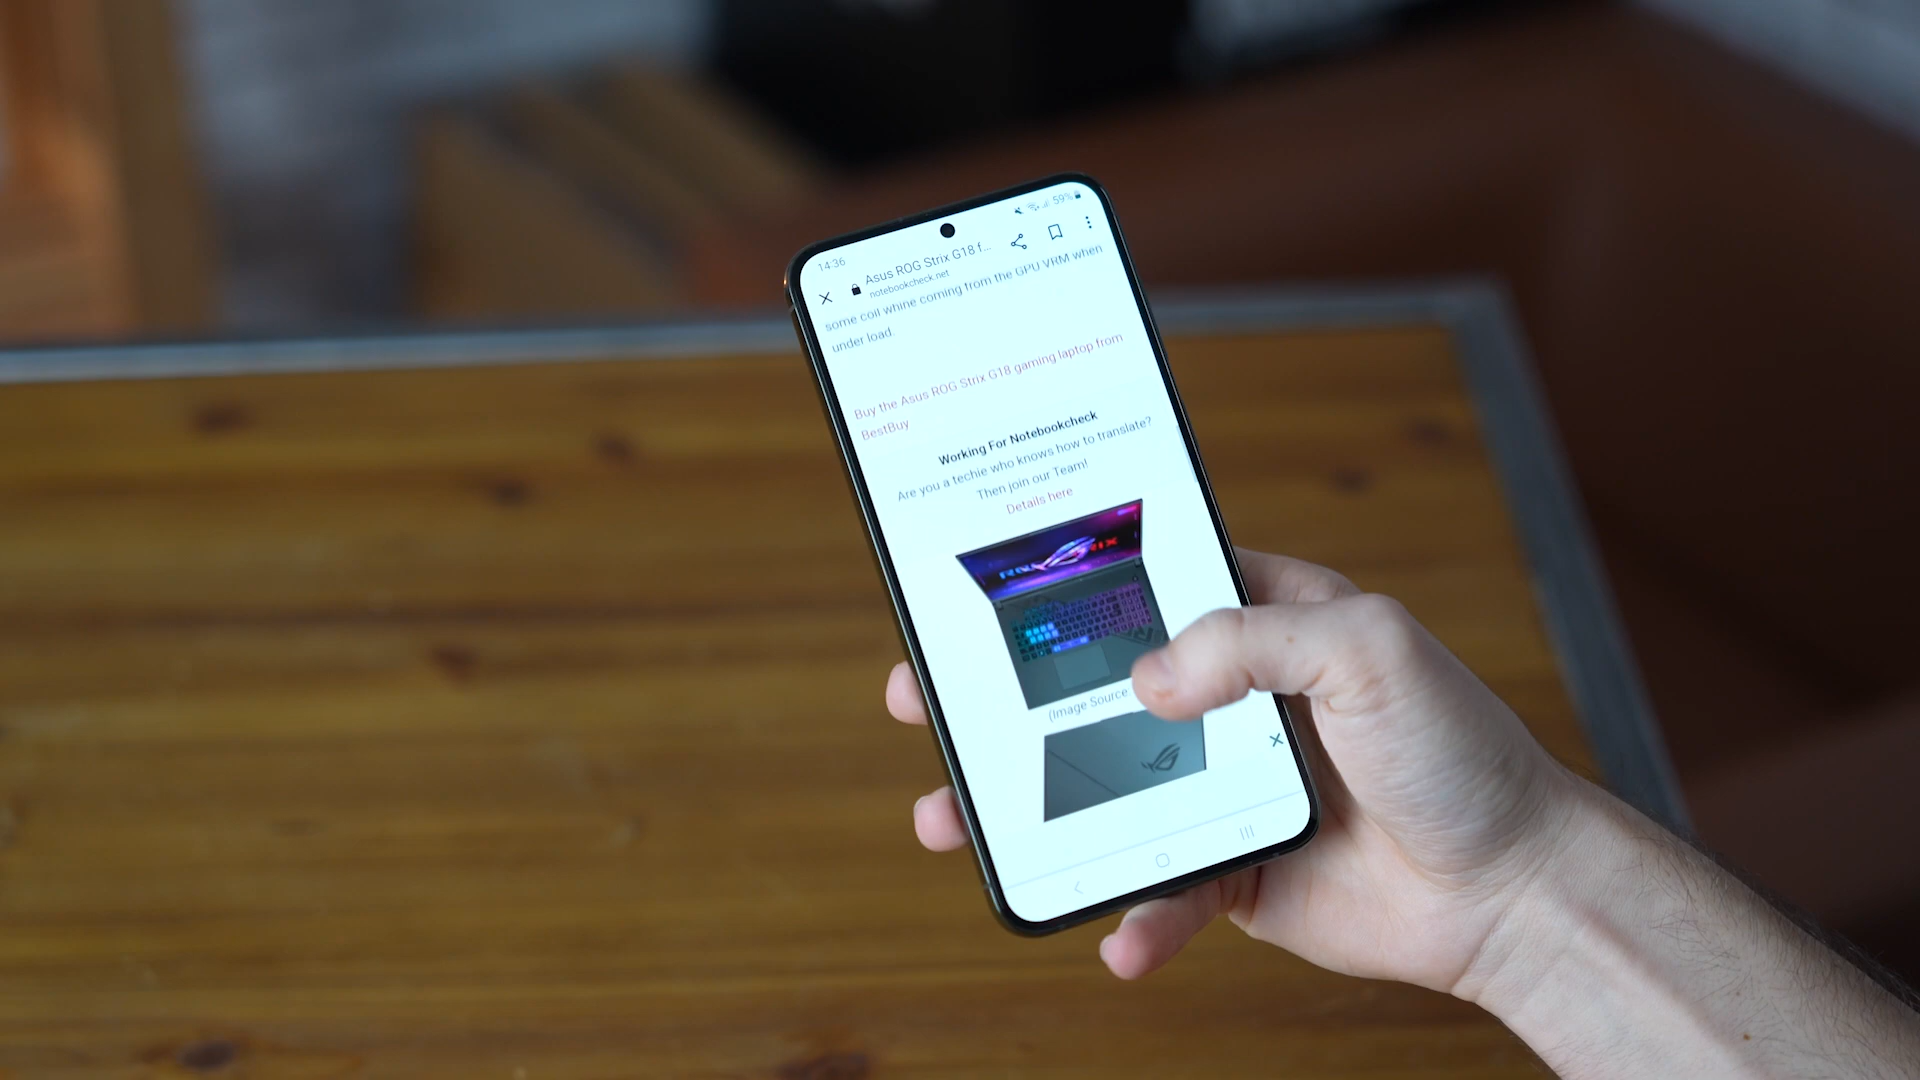 14:36
59%
Asus ROG Strix G18 f...
notebookcheck.net
some coil whine coming from the GPU VRM when
under load.
Buy the Asus ROG Strix G18 gaming laptop from
BestBuy
Working For Notebookcheck
Are you a techie who knows how to translate?
Then join our Team!
Details here
(Image Source